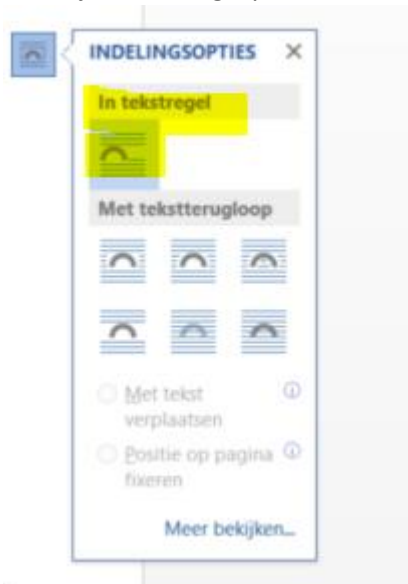 INDELINGSOPTIES
In tekstregel
Met tekstterugloop
Met tekst
verplaatsen
Positie op pagina
fixeren
Meer bekijken...